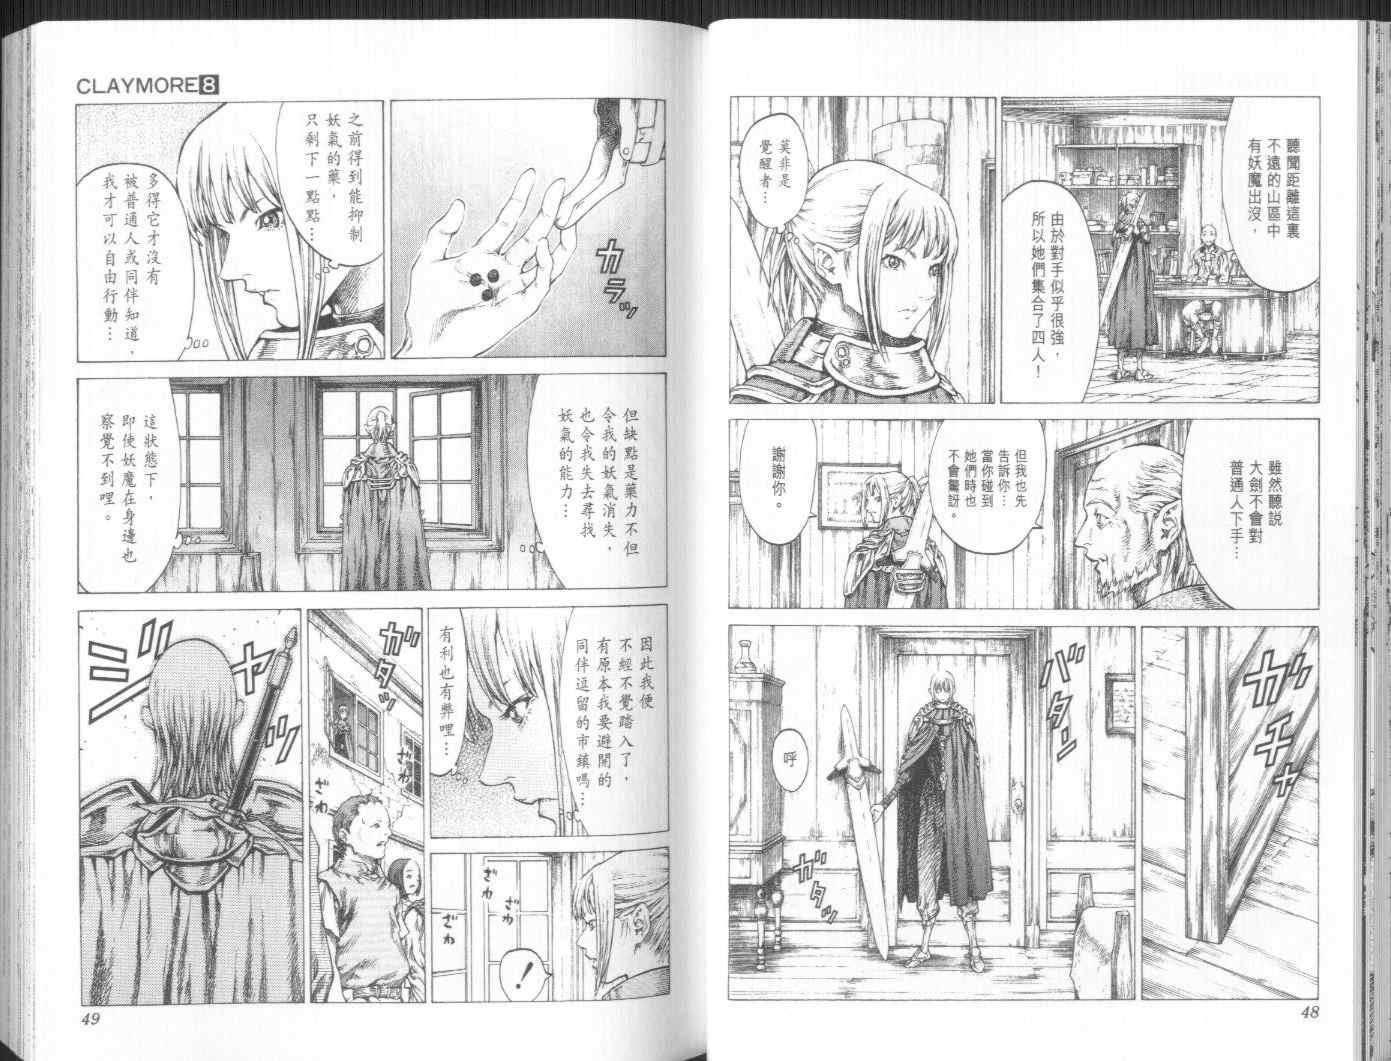 聽聞距離這裏
不遠的山區中
有妖魔出沒，
由於對手似乎很強，
所以她們集合了四人！
莫非是
覺醒者…
雖然聽説
大劍不會對
普通人下手…
但我也先
告訴你…
當你碰到
她們時也
不會驚訝。
謝謝你。
ガチャ
バタン
呼
ガタッ
48
CLAYMORE 8
カラッ
之前得到能抑制
妖氣的藥，
只剩下一點點…
多得它才沒有
被普通人或同伴知道，
我才可以自由行動…
但缺點是藥力不但
令我的妖氣消失，
也令我失去尋找
妖氣的能力…
這狀態下，
即使妖魔在身邊也
察覺不到哩。
因此我便
不經不覺踏入了，
有原本我要避開的
同伴逗留的市鎮嗎…
有利也有弊哩…
ガタッ
ざわ
ざわ
ジャッ
ざわ
ざわ
ざわ
！
49